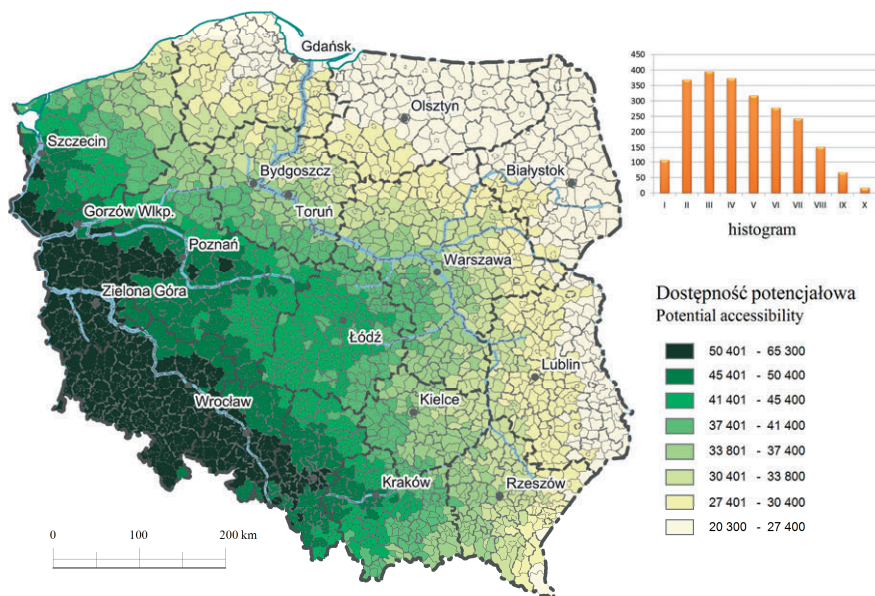 Gdańsk
Olsztyn
Szczecin
Bydgoszcz
Białystok
Toruń
Gorzów Wlkp.
Poznań
Warszawa
Zielona Góra
Łódź
Lublin
Wrocław
Kielce
Kraków
Rzeszów
0 100 200 km
450
400
350
300
250
200
150
100
50
0
I II III IV V VI VII VIII IX X
histogram
Dostępność potencjałowa
Potential accessibility
50 401 - 65 300
45 401 - 50 400
41 401 - 45 400
37 401 - 41 400
33 801 - 37 400
30 401 - 33 800
27 401 - 30 400
20 300 - 27 400